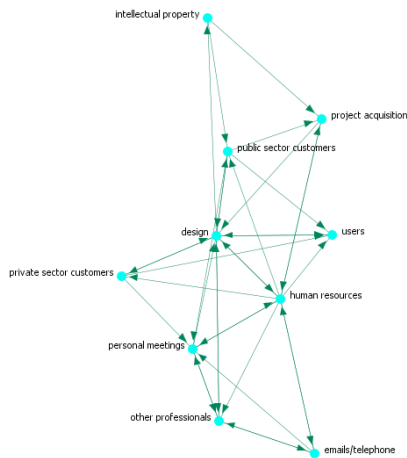 intellectual property
project acquisition
public sector customers
design
users
private sector customers
human resources
personal meetings
other professionals
emails/telephone